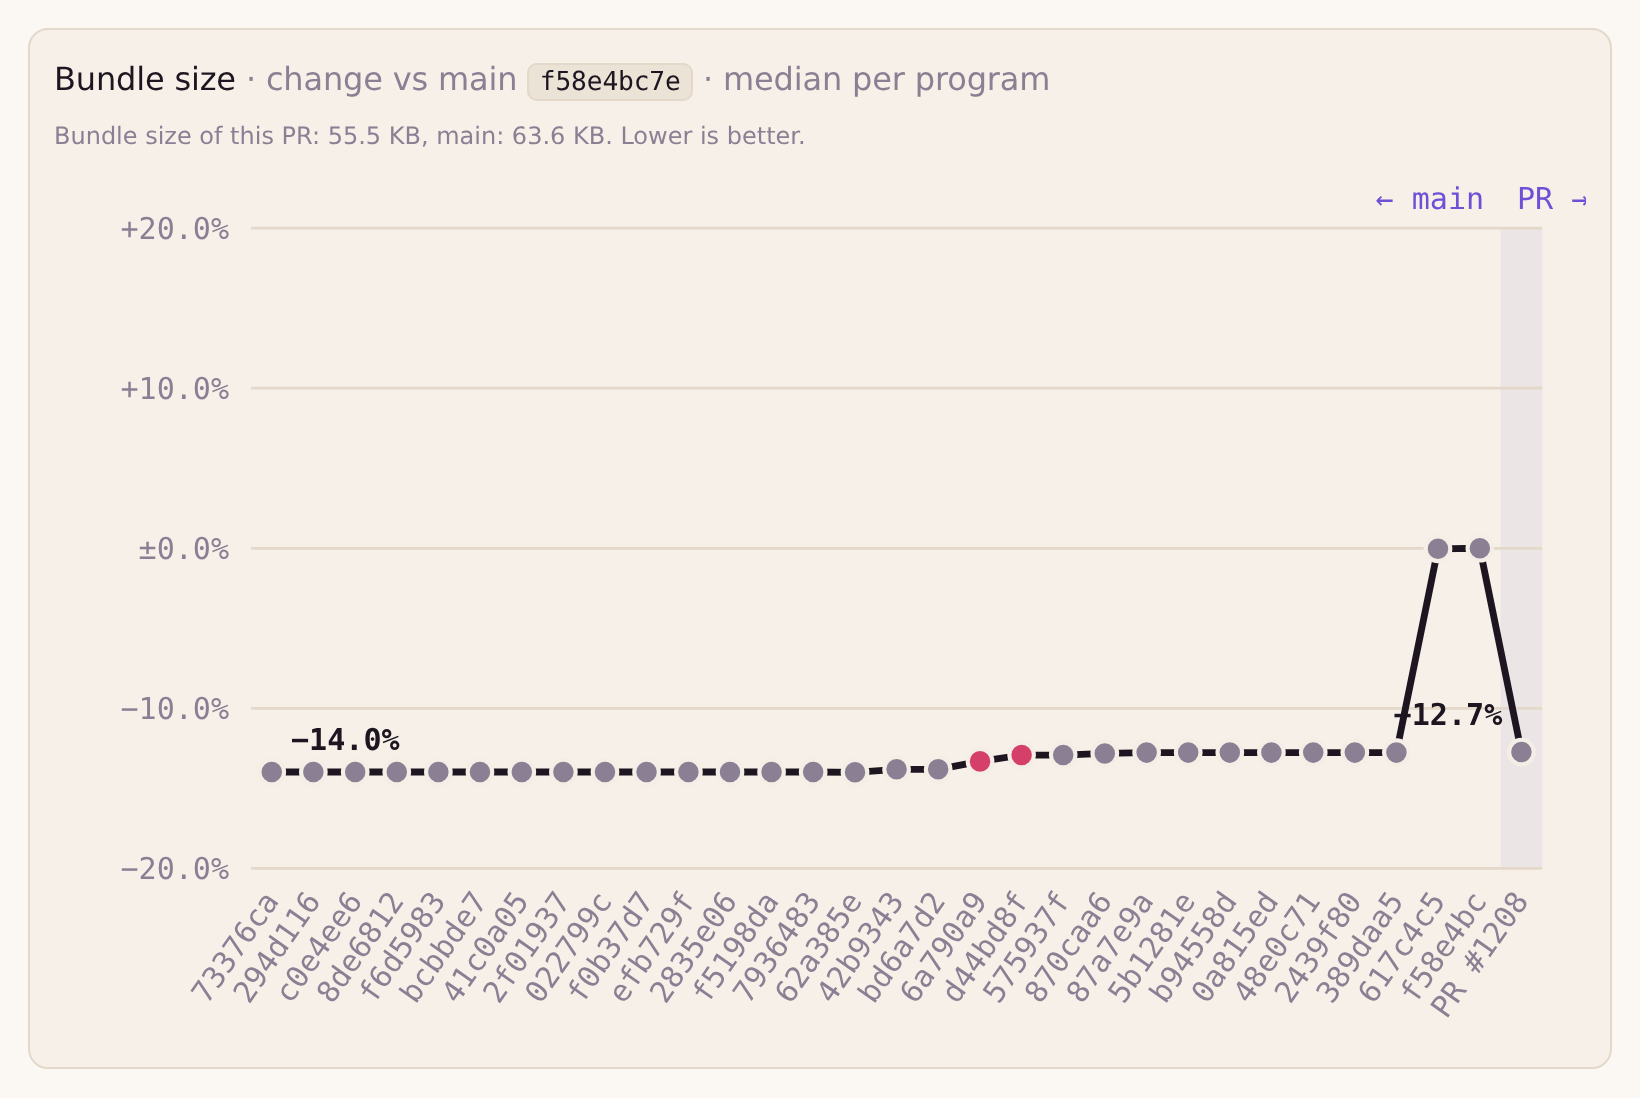 Bundle size · change vs main f58e4bc7e · median per program
Bundle size of this PR: 55.5 KB, main: 63.6 KB. Lower is better.
← main PR →
+20.0%
+10.0%
±0.0%
−10.0%
−20.0%
−14.0%
−12.7%
73376ca
294d116
c0e4ee6
8de6812
f6d5983
bcbbde7
41c0a05
2f01937
022799c
f0b37d7
efb729f
2835e06
f5198da
7936483
62a385e
42b9343
bd6a7d2
6a790a9
d44bd8f
575937f
870caa6
87a7e9a
5b1281e
b94558d
0a815ed
48e0c71
2439f80
389daa5
617c4c5
f58e4bc
PR #1208